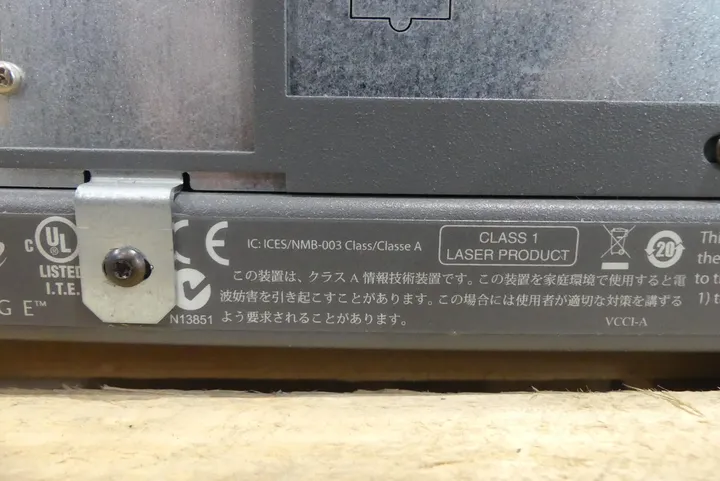 C UL
LISTED
I.T.E.
G E™
CE
N13851
IC: ICES/NMB-003 Class/Classe A
CLASS 1
LASER PRODUCT
20
この装置は、クラス A 情報技術装置です。この装置を家庭環境で使用すると電
波妨害を引き起こすことがあります。この場合には使用者が適切な対策を講ずる
よう要求されることがあります。
VCCI-A
This
the
to t
1) t